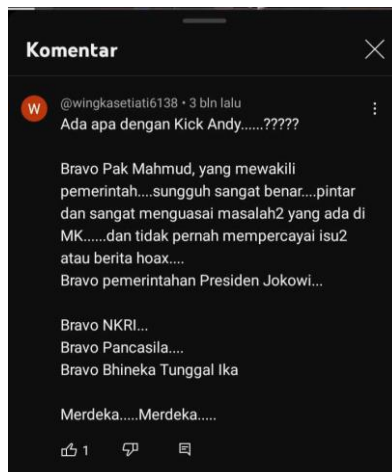 Komentar
W
@wingkasetiati6138 • 3 bln lalu
Ada apa dengan Kick Andy......?????
Bravo Pak Mahmud, yang mewakili
pemerintah....sungguh sangat benar....pintar
dan sangat menguasai masalah2 yang ada di
MK......dan tidak pernah mempercayai isu2
atau berita hoax....
Bravo pemerintahan Presiden Jokowi...
Bravo NKRI...
Bravo Pancasila....
Bravo Bhineka Tunggal Ika
Merdeka.....Merdeka.....
1